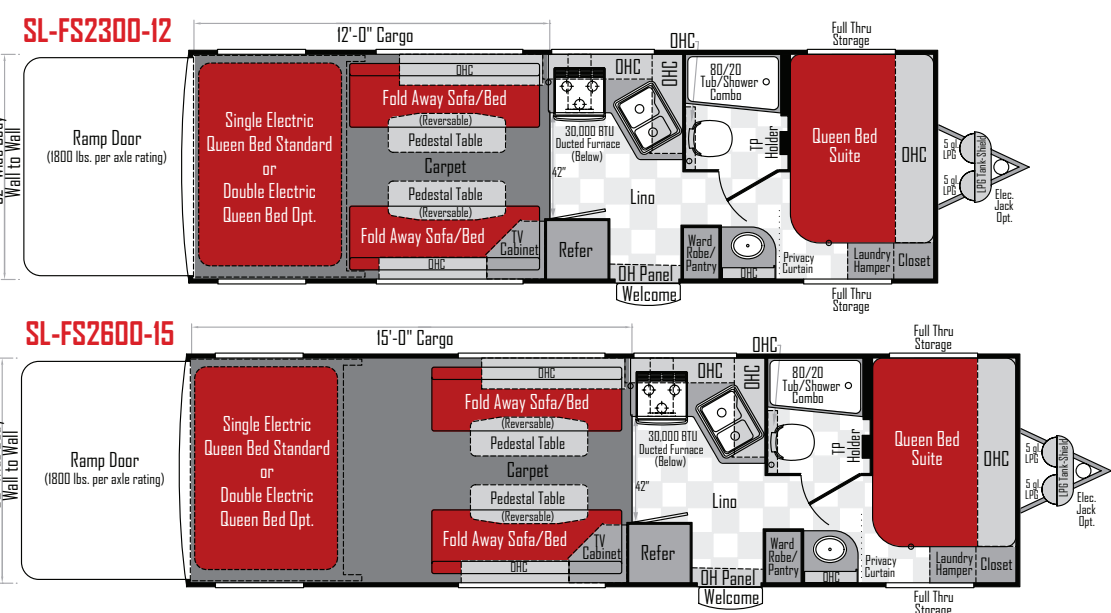 SL-FS2300-12
12'-0" Cargo
Full Thru
Storage
OHC
Wall to Wall
Ramp Door
(1800 lbs. per axle rating)
Single Electric
Queen Bed Standard
or
Double Electric
Queen Bed Opt.
OHC
Fold Away Sofa/Bed
(Reversable)
Pedestal Table
Carpet
Pedestal Table
(Reversable)
Fold Away Sofa/Bed
OHC
TV
Cabinet
OHC
OHC
30,000 BTU
Ducted Furnace
(Below)
42"
Lino
Refer
OH Panel
Welcome
80/20
Tub/Shower
Combo
TP
Holder
Ward
Robe/
Pantry
OHC
Privacy
Curtain
Queen Bed
Suite
OHC
Laundry
Hamper
Closet
Full Thru
Storage
5 gl.
LPG
5 gl.
LPG
LPG Tank-Shield
Elec.
Jack
Opt.
SL-FS2600-15
15'-0" Cargo
Full Thru
Storage
OHC
Wall to Wall
Ramp Door
(1800 lbs. per axle rating)
Single Electric
Queen Bed Standard
or
Double Electric
Queen Bed Opt.
OHC
Fold Away Sofa/Bed
(Reversable)
Pedestal Table
Carpet
Pedestal Table
(Reversable)
Fold Away Sofa/Bed
OHC
TV
Cabinet
OHC
OHC
30,000 BTU
Ducted Furnace
(Below)
42"
Lino
Refer
OH Panel
Welcome
80/20
Tub/Shower
Combo
TP
Holder
Ward
Robe/
Pantry
OHC
Privacy
Curtain
Queen Bed
Suite
OHC
Laundry
Hamper
Closet
Full Thru
Storage
5 gl.
LPG
5 gl.
LPG
LPG Tank-Shield
Elec.
Jack
Opt.